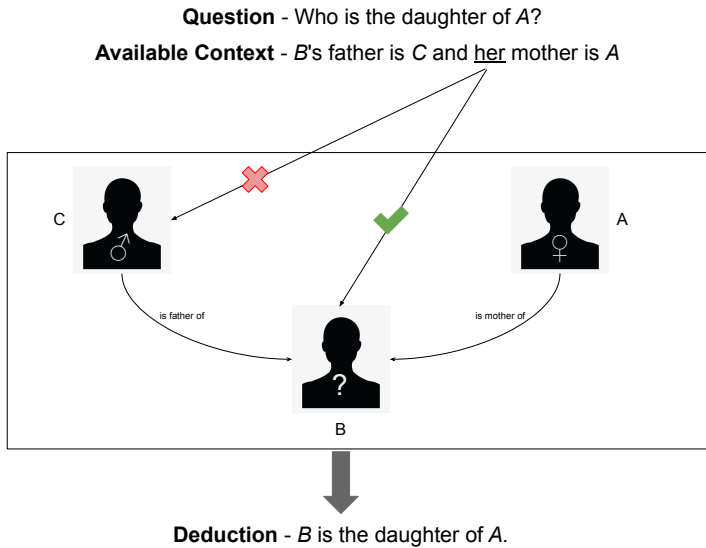 Question - Who is the daughter of A?
Available Context - B's father is C and her mother is A
C
A
is father of
is mother of
?
B
Deduction - B is the daughter of A.